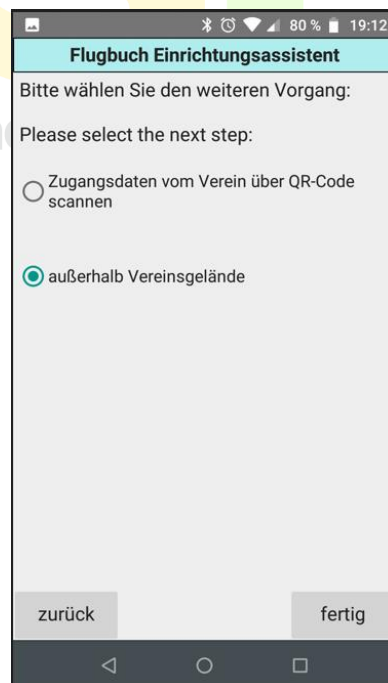 80 % 19:12
Flugbuch Einrichtungsassistent
Bitte wählen Sie den weiteren Vorgang:
Please select the next step:
Zugangsdaten vom Verein über QR-Code
scannen
außerhalb Vereinsgelände
zurück fertig